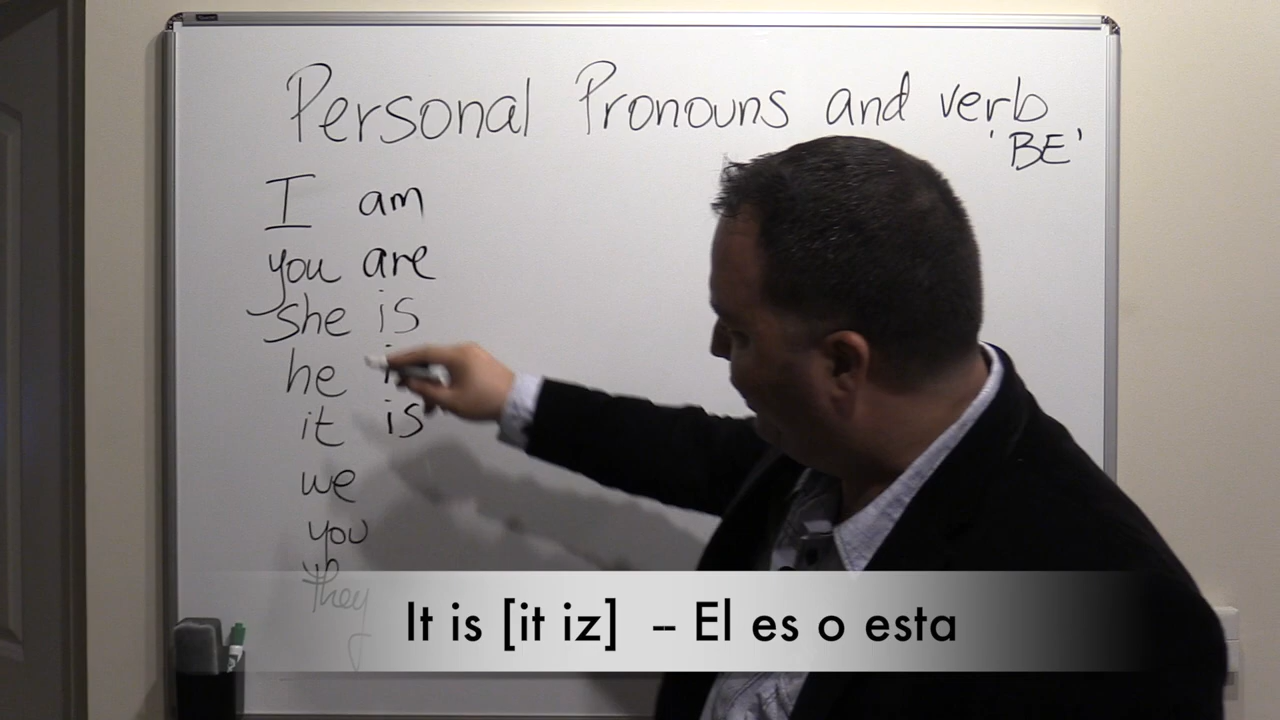 Personal Pronouns and verb
'BE'
I am
you are
she is
he
it is
we
you
they
It is [it iz] -- El es o esta